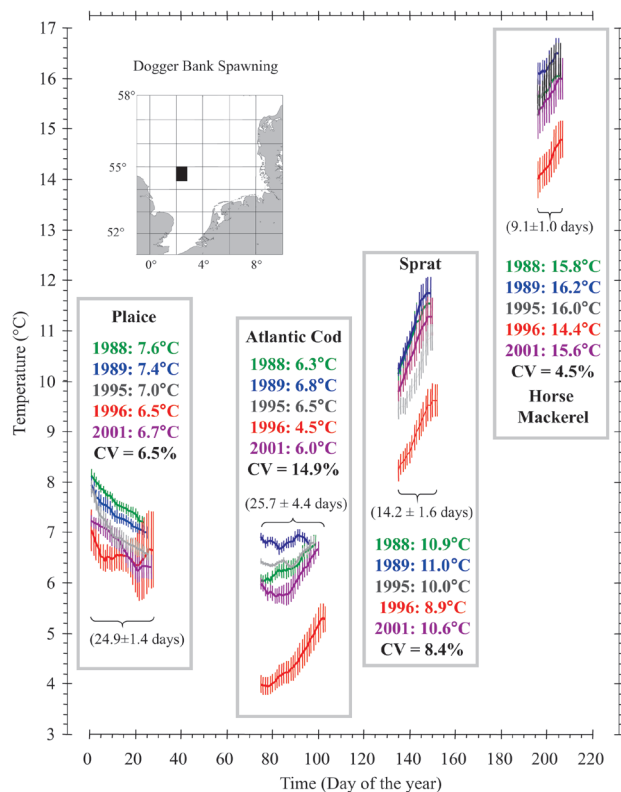 17
16
15
14
13
12
11
10
9
8
7
6
5
4
3
Temperature (°C)
Dogger Bank Spawning
58°
55°
52°
0°
4°
8°
Plaice
1988: 7.6°C
1989: 7.4°C
1995: 7.0°C
1996: 6.5°C
2001: 6.7°C
CV = 6.5%
(24.9±1.4 days)
Atlantic Cod
1988: 6.3°C
1989: 6.8°C
1995: 6.5°C
1996: 4.5°C
2001: 6.0°C
CV = 14.9%
(25.7 ± 4.4 days)
Sprat
(14.2 ± 1.6 days)
1988: 10.9°C
1989: 11.0°C
1995: 10.0°C
1996: 8.9°C
2001: 10.6°C
CV = 8.4%
(9.1±1.0 days)
1988: 15.8°C
1989: 16.2°C
1995: 16.0°C
1996: 14.4°C
2001: 15.6°C
CV = 4.5%
Horse
Mackerel
0 20 40 60 80 100 120 140 160 180 200 220
Time (Day of the year)